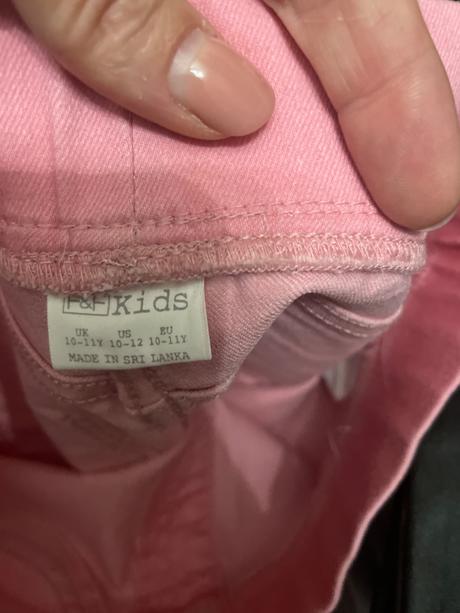 F&F Kids
UK US EU
10-11Y 10-12 10-11Y
MADE IN SRI LANKA